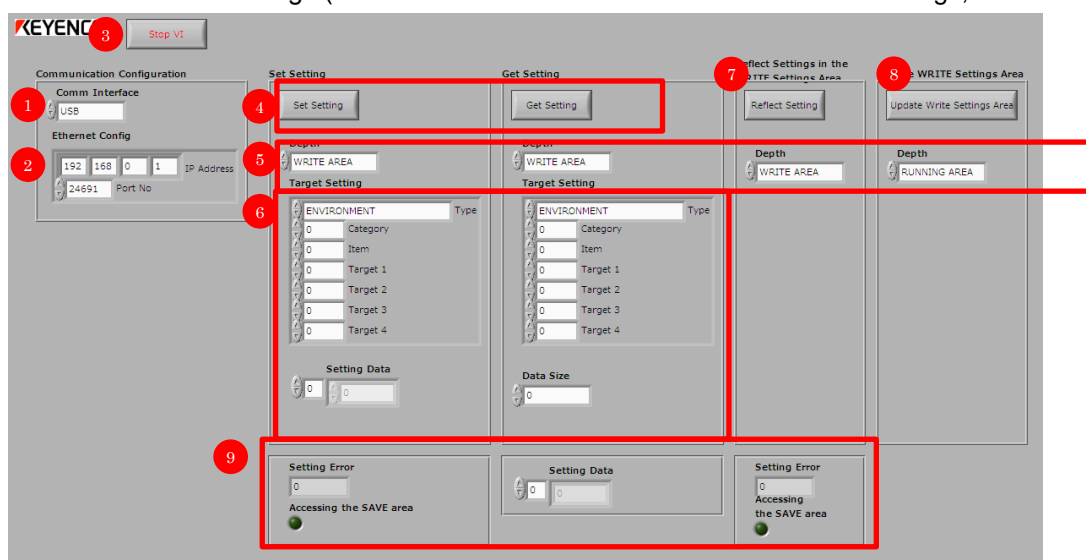 KEYENC
3
Stop VI
Communication Configuration
Comm Interface
1
USB
Ethernet Config
2
192 168 0 1 IP Address
24691 Port No
Set Setting
4
Set Setting
5
WRITE AREA
Target Setting
6
ENVIRONMENT Type
0 Category
0 Item
0 Target 1
0 Target 2
0 Target 3
0 Target 4
Setting Data
0 0
Get Setting
Get Setting
WRITE AREA
Target Setting
ENVIRONMENT Type
0 Category
0 Item
0 Target 1
0 Target 2
0 Target 3
0 Target 4
Data Size
0
7
eflect Settings in the
Reflect Setting
Depth
WRITE AREA
8
WRITE Settings Area
Update Write Settings Area
Depth
RUNNING AREA
9
Setting Error
0
Accessing the SAVE area
Setting Data
0 0
Setting Error
0
Accessing
the SAVE area